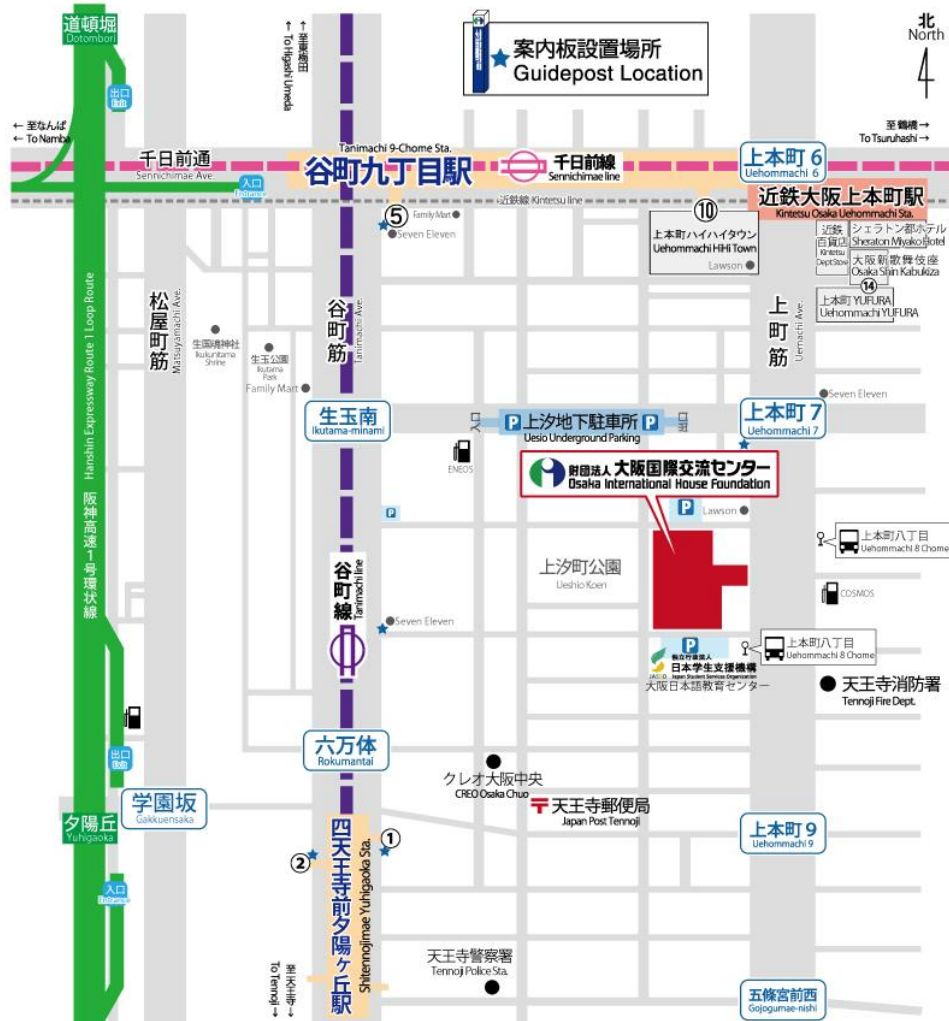 道頓堀
Dotombori
出口
Exit
←至東梅田
← To Higashi Umeda
案内板設置場所
Guidepost Location
北
North
← 至なんば
← To Namba
至鶴橋→
To Tsuruhashi
千日前通
Sennichimae Ave.
入口
Entrance
Tanimachi 9-Chome Sta.
谷町九丁目駅
千日前線
Sennichimae line
上本町 6
Uehommachi 6
近鉄線 Kintetsu line
近鉄大阪上本町駅
Kintetsu Osaka Uehommachi Sta.
⑤
Family Mart
Seven Eleven
⑩
上本町ハイハイタウン
Uehommachi HiHi Town
Lawson
近鉄
百貨店
Kintetsu
Dept.Store
シェラトン都ホテル
Sheraton Miyako Hotel
大阪新歌舞伎座
Osaka Shin Kabukiza
⑭
上本町 YUFURA
Uehommachi YUFURA
松屋町筋
Matsuyamachi Ave.
谷町筋
Tanimachi Ave.
上町筋
Uemachi Ave.
生国魂神社
Ikukunitama
Shrine
生玉公園
Ikutama
Park
Family Mart
Seven Eleven
生玉南
Ikutama-minami
入口
P
上汐地下駐車所
P
出口
Uesio Underground Parking
上本町 7
Uehommachi 7
ENEOS
財団法人 大阪国際交流センター
Osaka International House Foundation
P
P
Lawson
阪神高速1号環状線
Hanshin Expressway Route 1 Loop Route
上本町八丁目
Uehommachi 8 Chome
谷町線
Tanimachi line
上汐町公園
Ueshio Koen
COSMOS
Seven Eleven
P
上本町八丁目
Uehommachi 8 Chome
独立行政法人
日本学生支援機構
JASSO
Japan Student Services Organization
大阪日本語教育センター
天王寺消防署
Tennoji Fire Dept.
出口
Exit
六万体
Rokumantai
クレオ大阪中央
CREO Osaka Chuo
学園坂
Gakkuensaka
天王寺郵便局
Japan Post Tennoji
夕陽丘
Yuhigaoka
上本町 9
Uehommachi 9
①
②
四天王寺前夕陽ヶ丘駅
Shitennojimae Yuhigaoka Sta.
入口
Entrance
天王寺警察署
Tennoji Police Sta.
至天王寺→
To Tennoji →
五條宮前西
Gojogumae-nishi